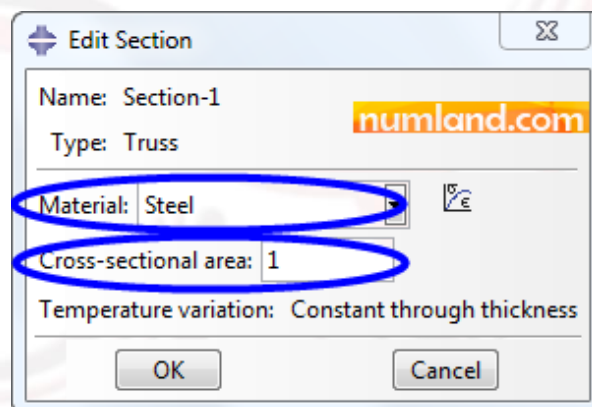 Edit Section
Name: Section-1
numland.com
Type: Truss
Material: Steel
Cross-sectional area: 1
Temperature variation: Constant through thickness
OK Cancel